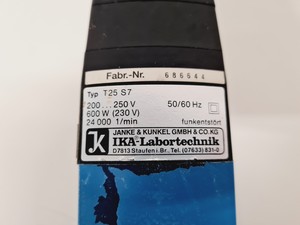 Fabr.-Nr. 686644
Typ T25 S7
200...250 V 50/60 Hz
600 W (230 V)
24 000 1/min funkentstört
JANKE & KUNKEL GMBH & CO. KG
IKA-Labortechnik
D7813 Staufen i. Br. Tel. (07633) 831-0